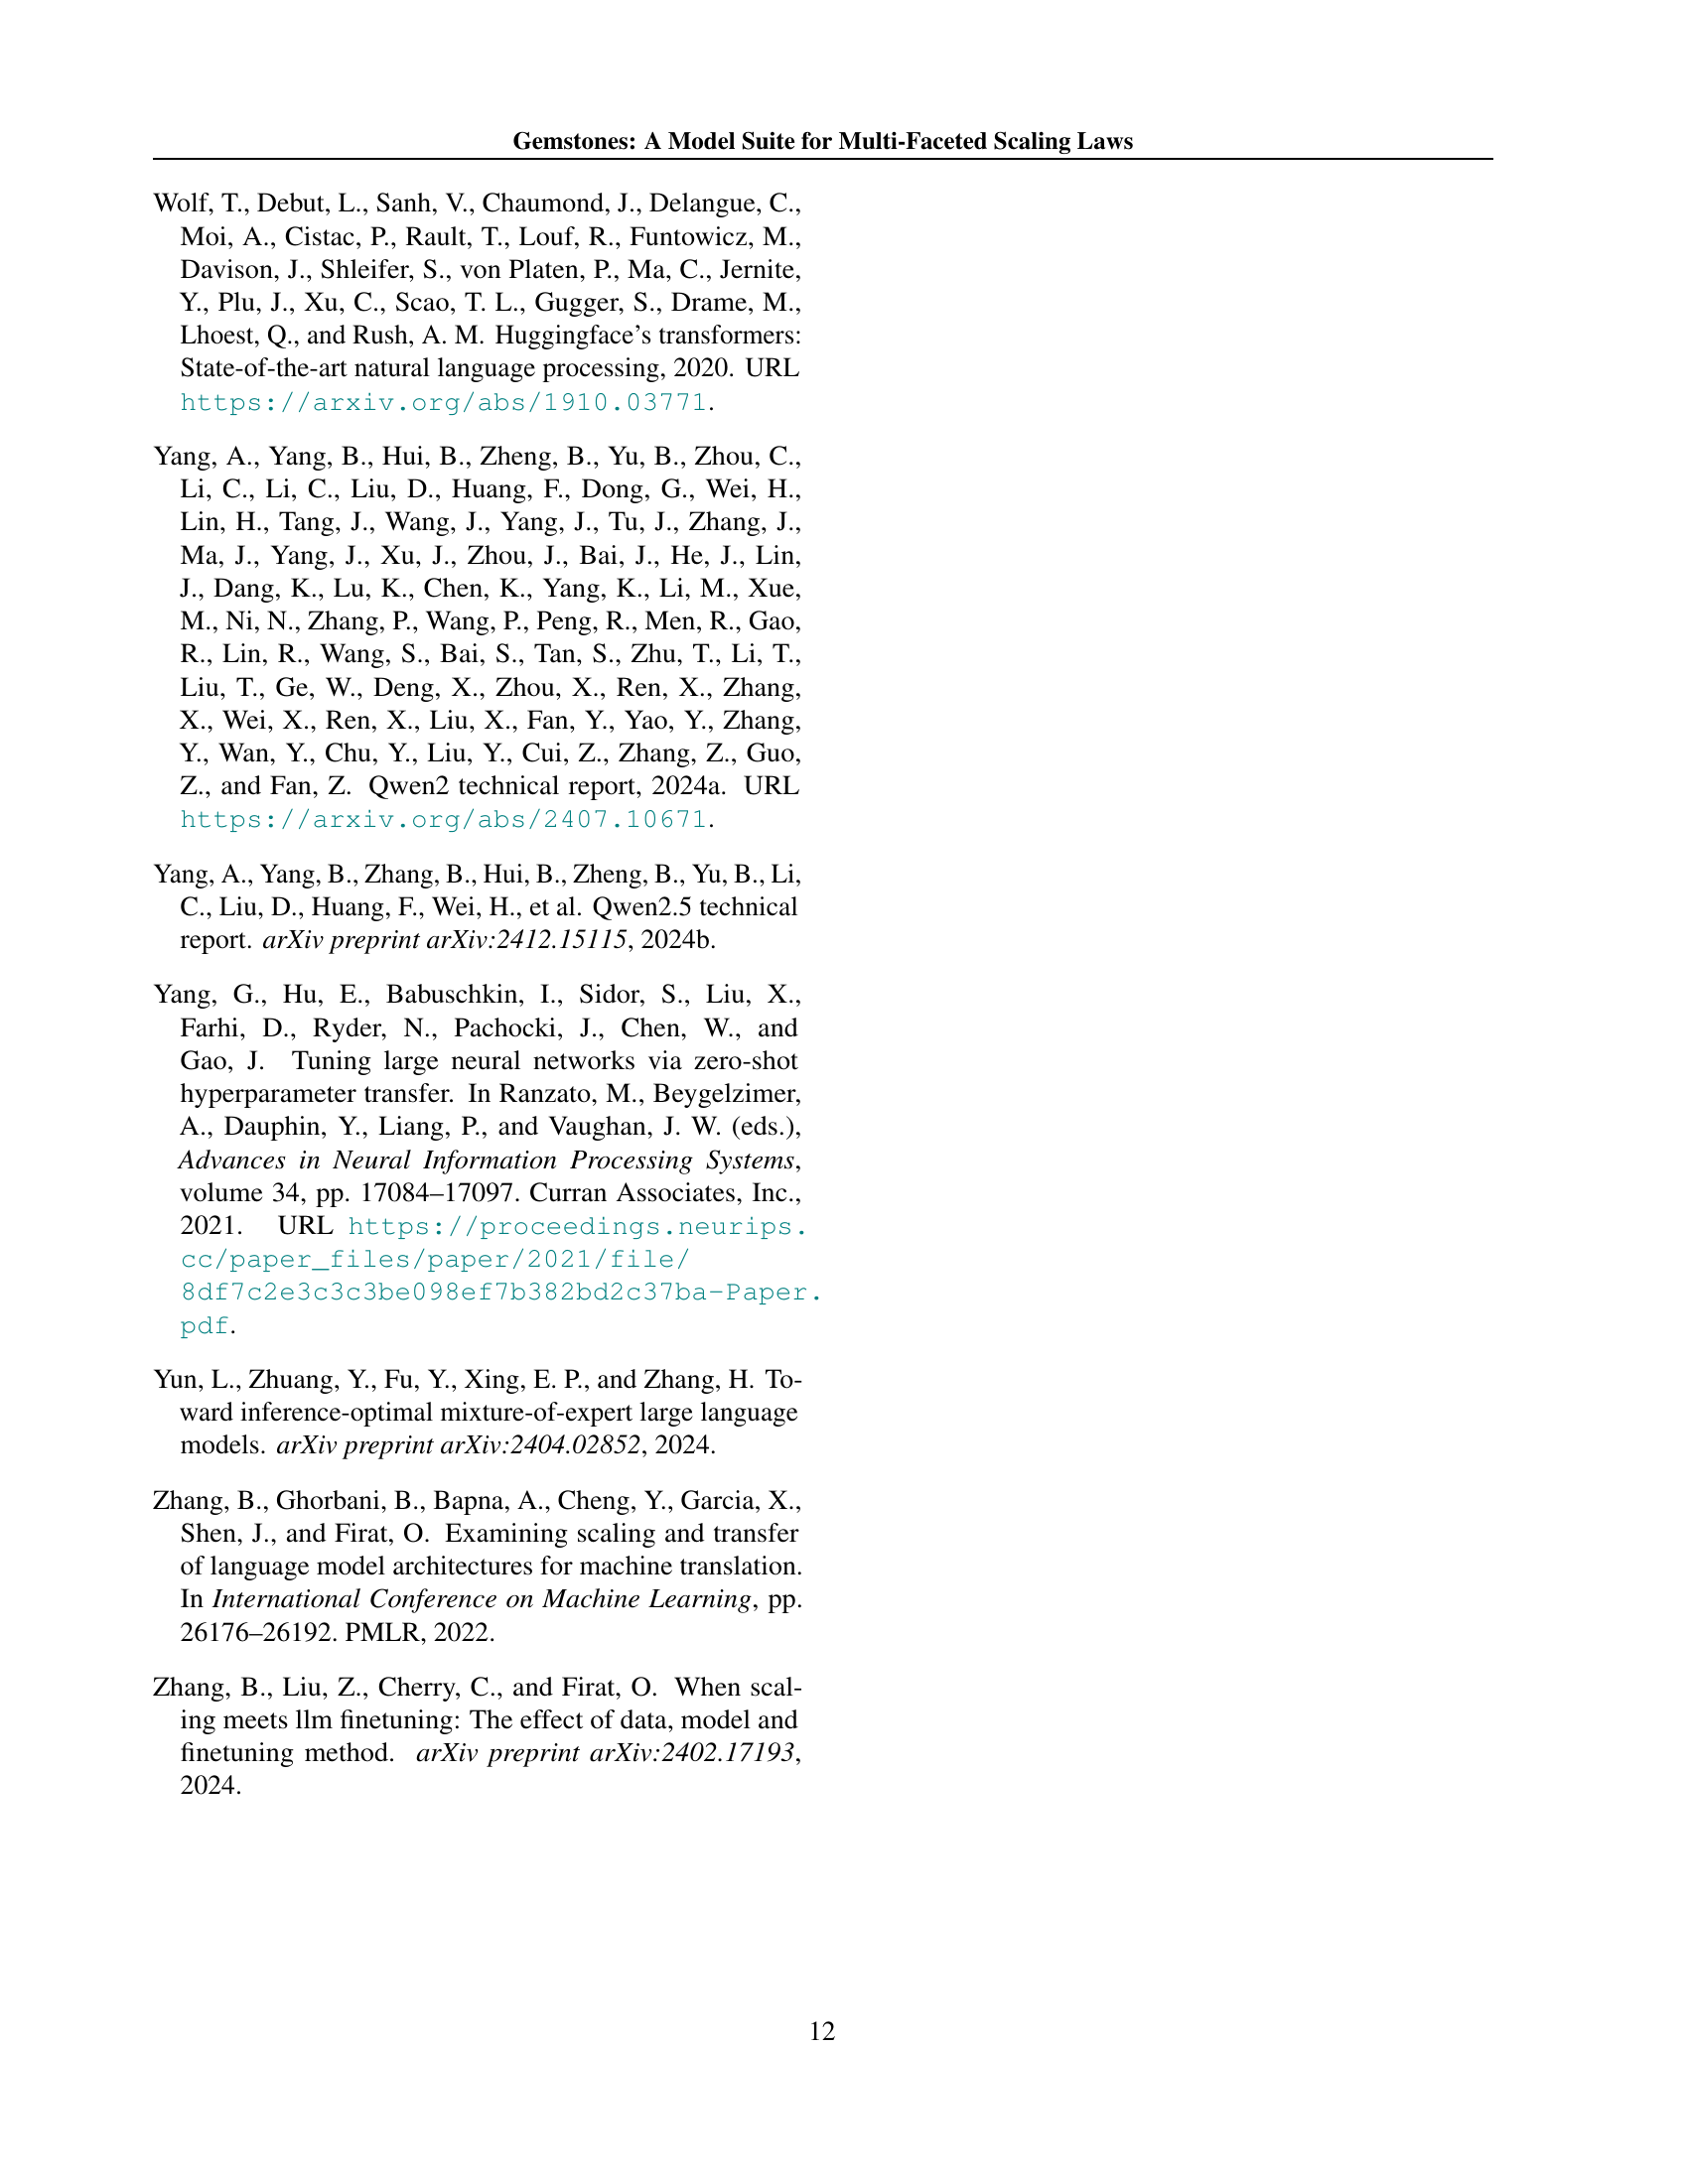 Gemstones: A Model Suite for Multi-Faceted Scaling Laws
Wolf, T., Debut, L., Sanh, V., Chaumond, J., Delangue, C.,
Moi, A., Cistac, P., Rault, T., Louf, R., Funtowicz, M.,
Davison, J., Shleifer, S., von Platen, P., Ma, C., Jernite,
Y., Plu, J., Xu, C., Scao, T. L., Gugger, S., Drame, M.,
Lhoest, Q., and Rush, A. M. Huggingface's transformers:
State-of-the-art natural language processing, 2020. URL
https://arxiv.org/abs/1910.03771.
Yang, A., Yang, B., Hui, B., Zheng, B., Yu, B., Zhou, C.,
Li, C., Li, C., Liu, D., Huang, F., Dong, G., Wei, H.,
Lin, H., Tang, J., Wang, J., Yang, J., Tu, J., Zhang, J.,
Ma, J., Yang, J., Xu, J., Zhou, J., Bai, J., He, J., Lin,
J., Dang, K., Lu, K., Chen, K., Yang, K., Li, M., Xue,
M., Ni, N., Zhang, P., Wang, P., Peng, R., Men, R., Gao,
R., Lin, R., Wang, S., Bai, S., Tan, S., Zhu, T., Li, T.,
Liu, T., Ge, W., Deng, X., Zhou, X., Ren, X., Zhang,
X., Wei, X., Ren, X., Liu, X., Fan, Y., Yao, Y., Zhang,
Y., Wan, Y., Chu, Y., Liu, Y., Cui, Z., Zhang, Z., Guo,
Z., and Fan, Z. Qwen2 technical report, 2024a. URL
https://arxiv.org/abs/2407.10671.
Yang, A., Yang, B., Zhang, B., Hui, B., Zheng, B., Yu, B., Li,
C., Liu, D., Huang, F., Wei, H., et al. Qwen2.5 technical
report. arXiv preprint arXiv:2412.15115, 2024b.
Yang, G., Hu, E., Babuschkin, I., Sidor, S., Liu, X.,
Farhi, D., Ryder, N., Pachocki, J., Chen, W., and
Gao, J. Tuning large neural networks via zero-shot
hyperparameter transfer. In Ranzato, M., Beygelzimer,
A., Dauphin, Y., Liang, P., and Vaughan, J. W. (eds.),
Advances in Neural Information Processing Systems,
volume 34, pp. 17084–17097. Curran Associates, Inc.,
2021. URL https://proceedings.neurips.
cc/paper_files/paper/2021/file/
8df7c2e3c3c3be098ef7b382bd2c37ba-Paper.
pdf.
Yun, L., Zhuang, Y., Fu, Y., Xing, E. P., and Zhang, H. To-
ward inference-optimal mixture-of-expert large language
models. arXiv preprint arXiv:2404.02852, 2024.
Zhang, B., Ghorbani, B., Bapna, A., Cheng, Y., Garcia, X.,
Shen, J., and Firat, O. Examining scaling and transfer
of language model architectures for machine translation.
In International Conference on Machine Learning, pp.
26176–26192. PMLR, 2022.
Zhang, B., Liu, Z., Cherry, C., and Firat, O. When scal-
ing meets llm finetuning: The effect of data, model and
finetuning method. arXiv preprint arXiv:2402.17193,
2024.
12